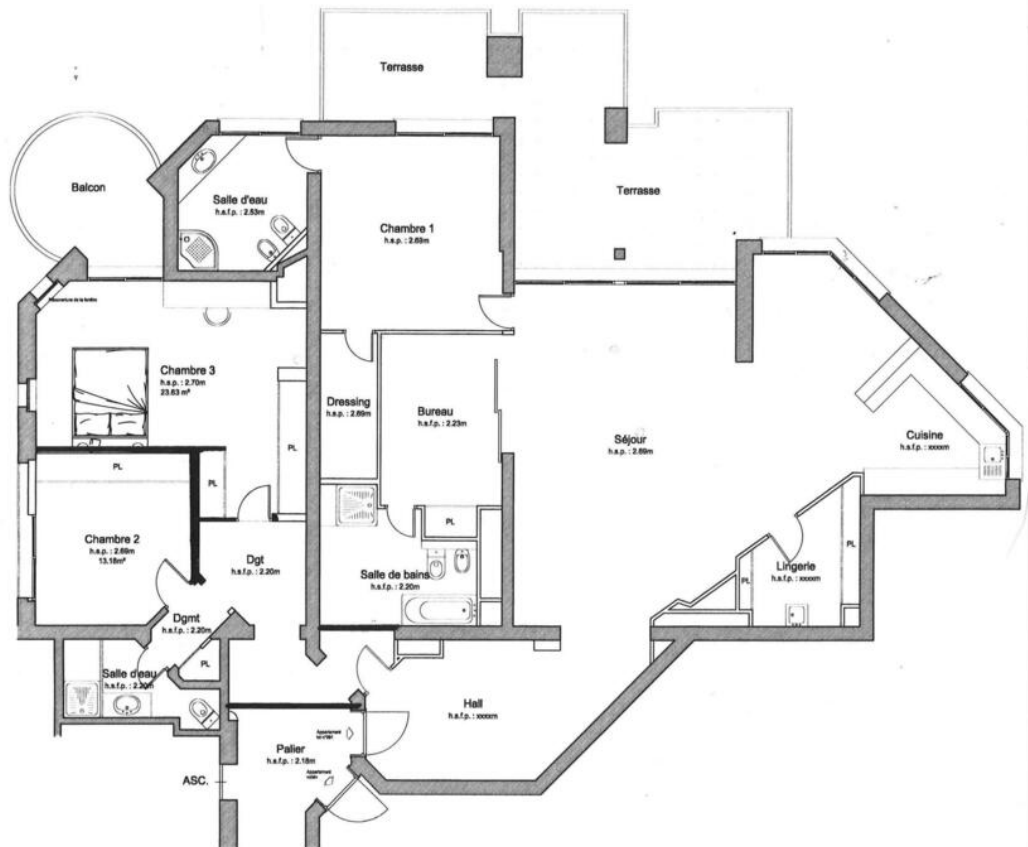 Terrasse
Balcon
Salle d'eau
h.s.f.p. : 2.53m
Terrasse
Chambre 1
h.s.p. : 2.69m
Chambre 3
h.s.p. : 2.70m
23.63 m²
Dressing
h.s.p. : 2.69m
Bureau
h.s.f.p. : 2.23m
Séjour
h.s.p. : 2.69m
Cuisine
h.s.f.p. : xxxxm
PL
PL
PL
PL
PL
Chambre 2
h.s.p. : 2.69m
13.18m²
Dgt
h.s.f.p. : 2.20m
Salle de bains
h.s.f.p. : 2.20m
Lingerie
h.s.f.p. : xxxxm
PL
Dgmt
h.s.f.p. : 2.20m
PL
Salle d'eau
h.s.f.p. : 2.20m
Hall
h.s.f.p. : xxxxm
Palier
h.s.f.p. : 2.18m
Appartement
Appartement
ASC.